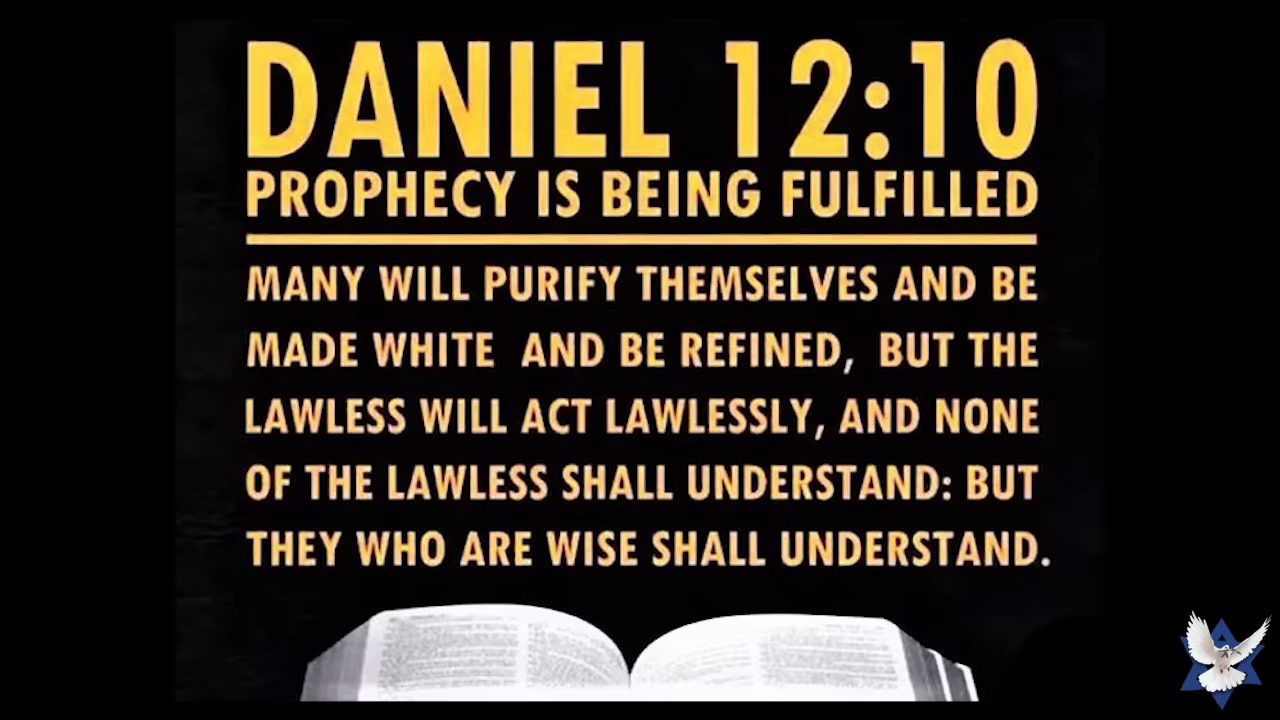 DANIEL 12:10
PROPHECY IS BEING FULFILLED
MANY WILL PURIFY THEMSELVES AND BE
MADE WHITE AND BE REFINED, BUT THE
LAWLESS WILL ACT LAWLESSLY, AND NONE
OF THE LAWLESS SHALL UNDERSTAND: BUT
THEY WHO ARE WISE SHALL UNDERSTAND.